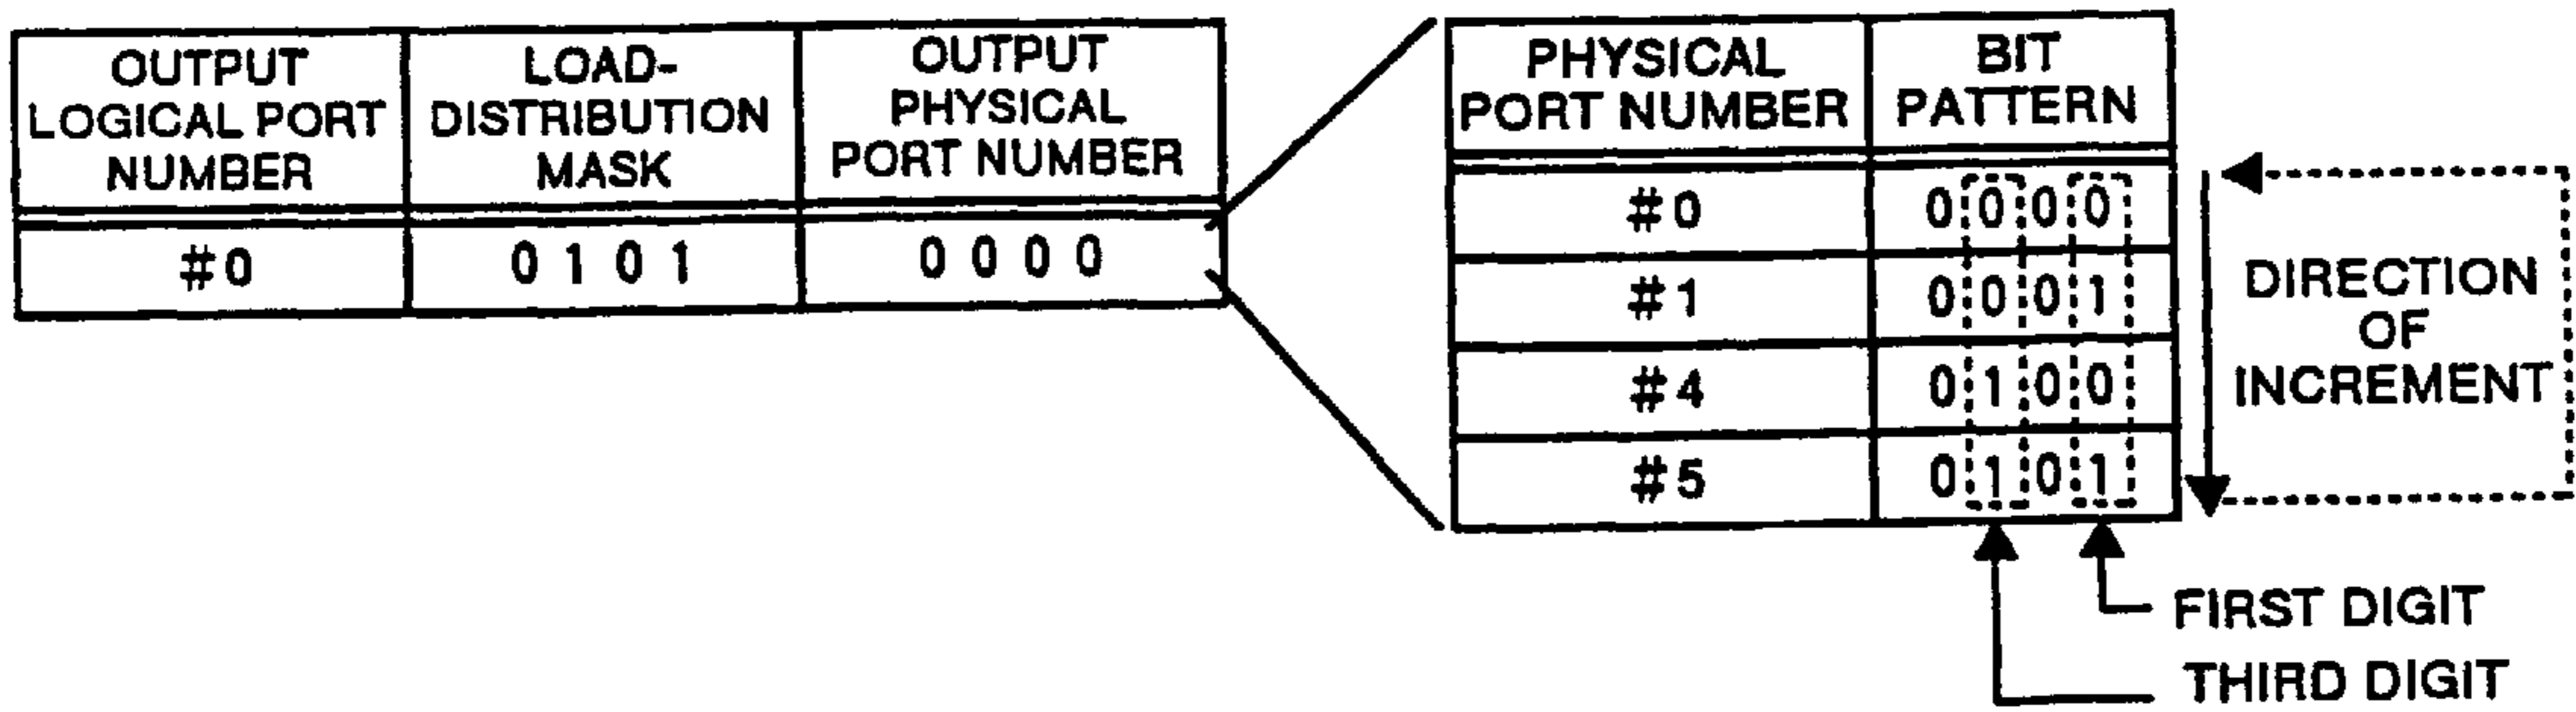 OUTPUT
LOGICAL PORT
NUMBER
LOAD-
DISTRIBUTION
MASK
OUTPUT
PHYSICAL
PORT NUMBER
#0
0 1 0 1
0 0 0 0
PHYSICAL
PORT NUMBER
BIT
PATTERN
#0
0 0 0 0
#1
0 0 0 1
#4
0 1 0 0
#5
0 1 0 1
DIRECTION
OF
INCREMENT
FIRST DIGIT
THIRD DIGIT